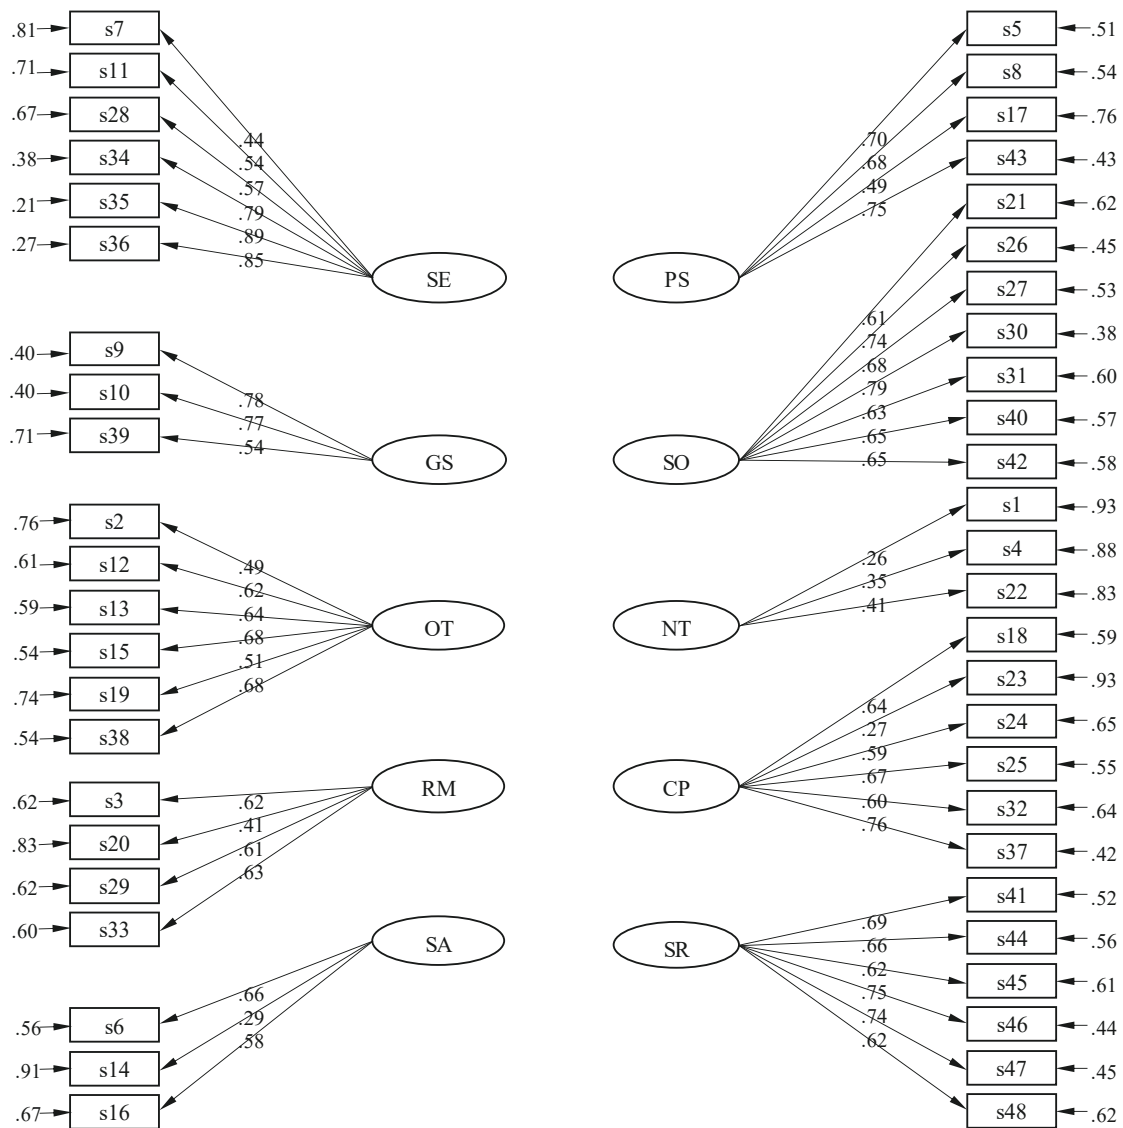 .81 s7
.71 s11
.67 s28
.38 s34
.21 s35
.27 s36
.44
.54
.57
.79
.89
.85
SE
.40 s9
.40 s10
.71 s39
.78
.77
.54
GS
.76 s2
.61 s12
.59 s13
.54 s15
.74 s19
.54 s38
.49
.62
.64
.68
.51
.68
OT
.62 s3
.83 s20
.62 s29
.60 s33
.62
.41
.61
.63
RM
.56 s6
.91 s14
.67 s16
.66
.29
.58
SA
PS
.70
.68
.49
.75
s5 .51
s8 .54
s17 .76
s43 .43
SO
.61
.74
.68
.79
.63
.65
.65
s21 .62
s26 .45
s27 .53
s30 .38
s31 .60
s40 .57
s42 .58
NT
.26
.35
.41
s1 .93
s4 .88
s22 .83
CP
.64
.27
.59
.67
.60
.76
s18 .59
s23 .93
s24 .65
s25 .55
s32 .64
s37 .42
SR
.69
.66
.62
.75
.74
.62
s41 .52
s44 .56
s45 .61
s46 .44
s47 .45
s48 .62